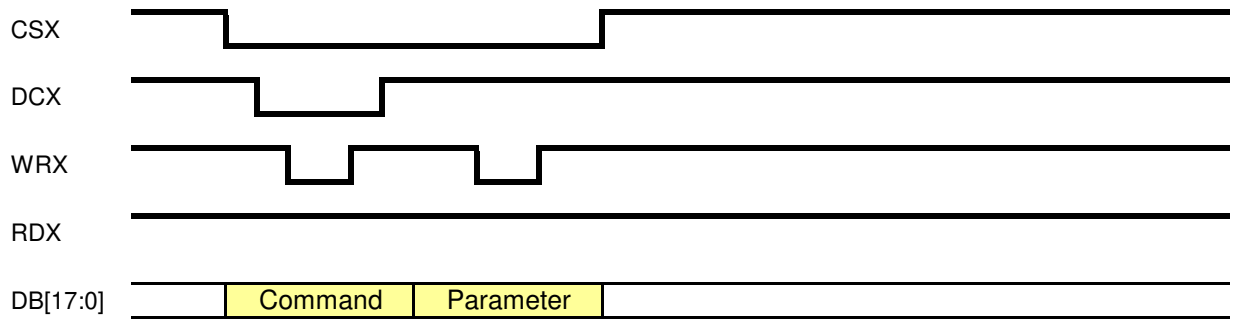 CSX
DCX
WRX
RDX
DB[17:0] Command Parameter